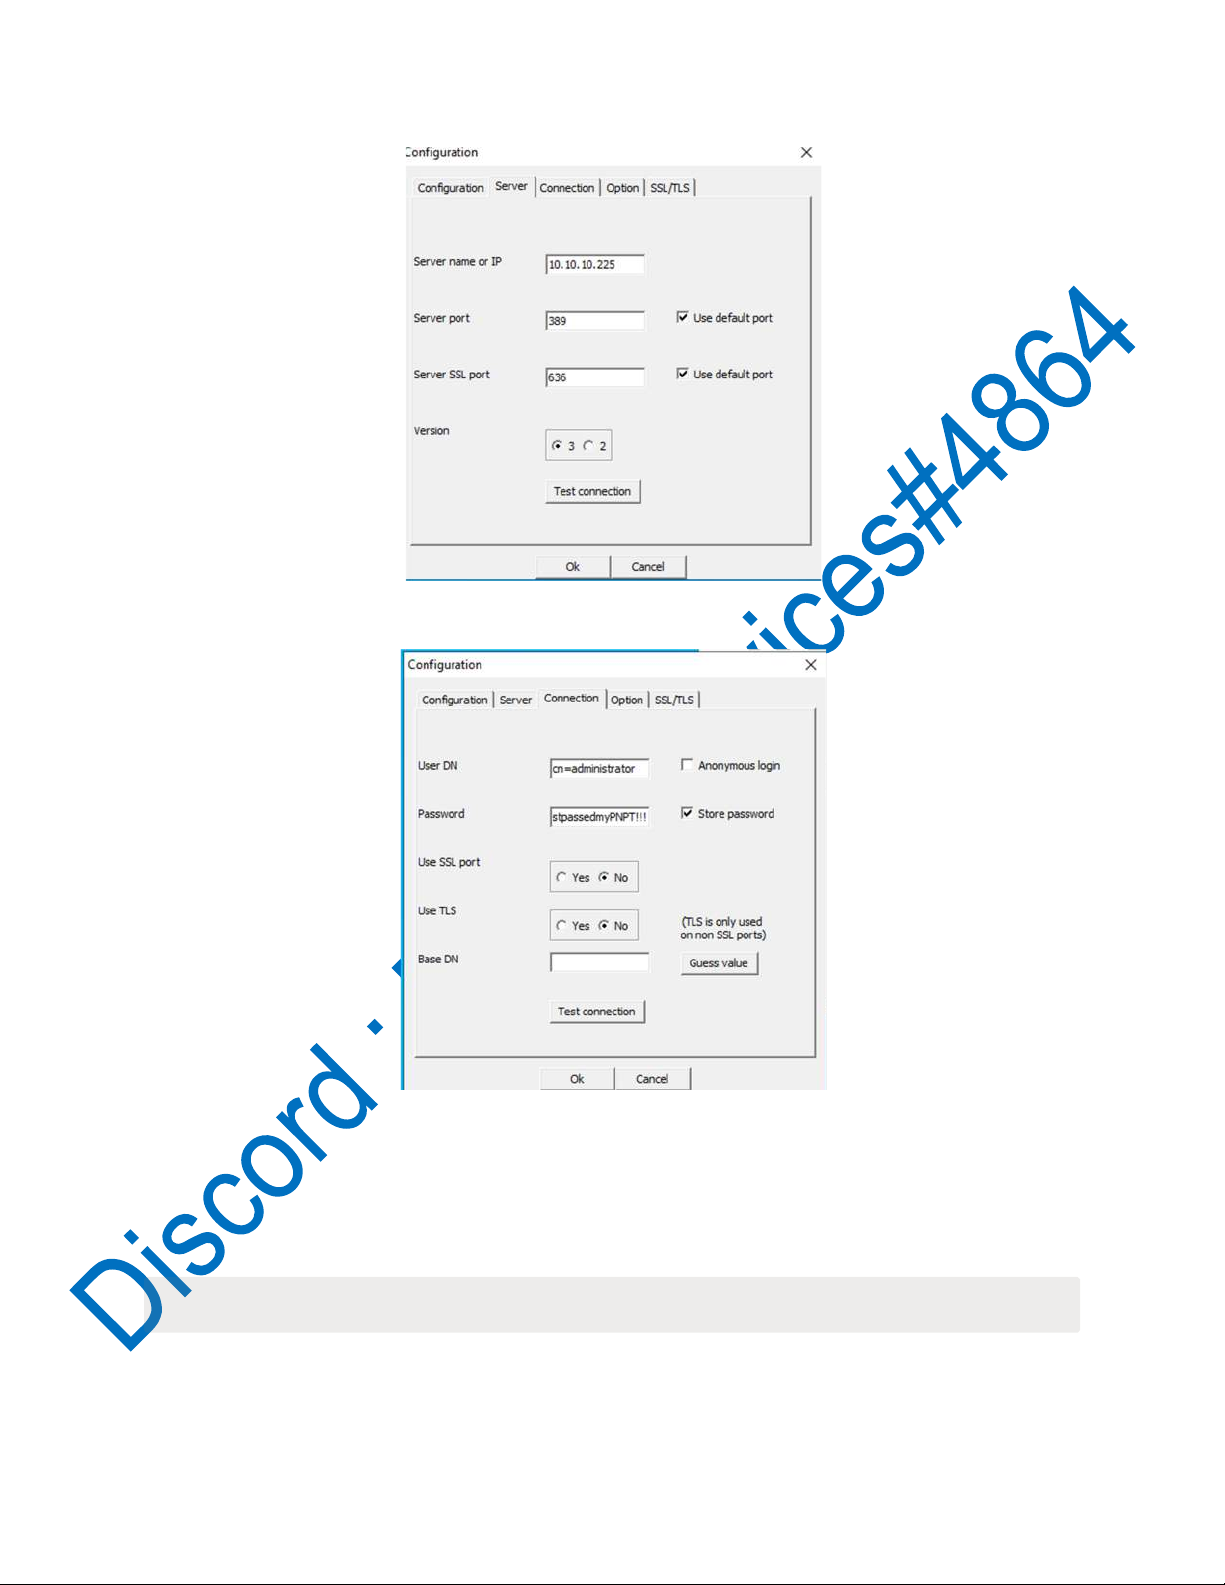 Configuration
Configuration Server Connection Option SSL/TLS
Server name or IP 10.10.10.225
Server port 389 Use default port
Server SSL port 636 Use default port
Version 3 2
Test connection
Ok Cancel
Configuration
Configuration Server Connection Option SSL/TLS
User DN cn=administrator Anonymous login
Password stpassedmyPNPT!!! Store password
Use SSL port Yes No
Use TLS Yes No (TLS is only used
on non SSL ports)
Base DN Guess value
Test connection
Ok Cancel
Discord ices#4864